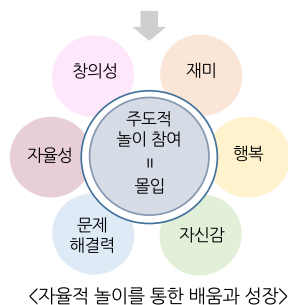 창의성
재미
주도적
놀이 참여
=
몰입
자율성
행복
문제
해결력
자신감
<자율적 놀이를 통한 배움과 성장>